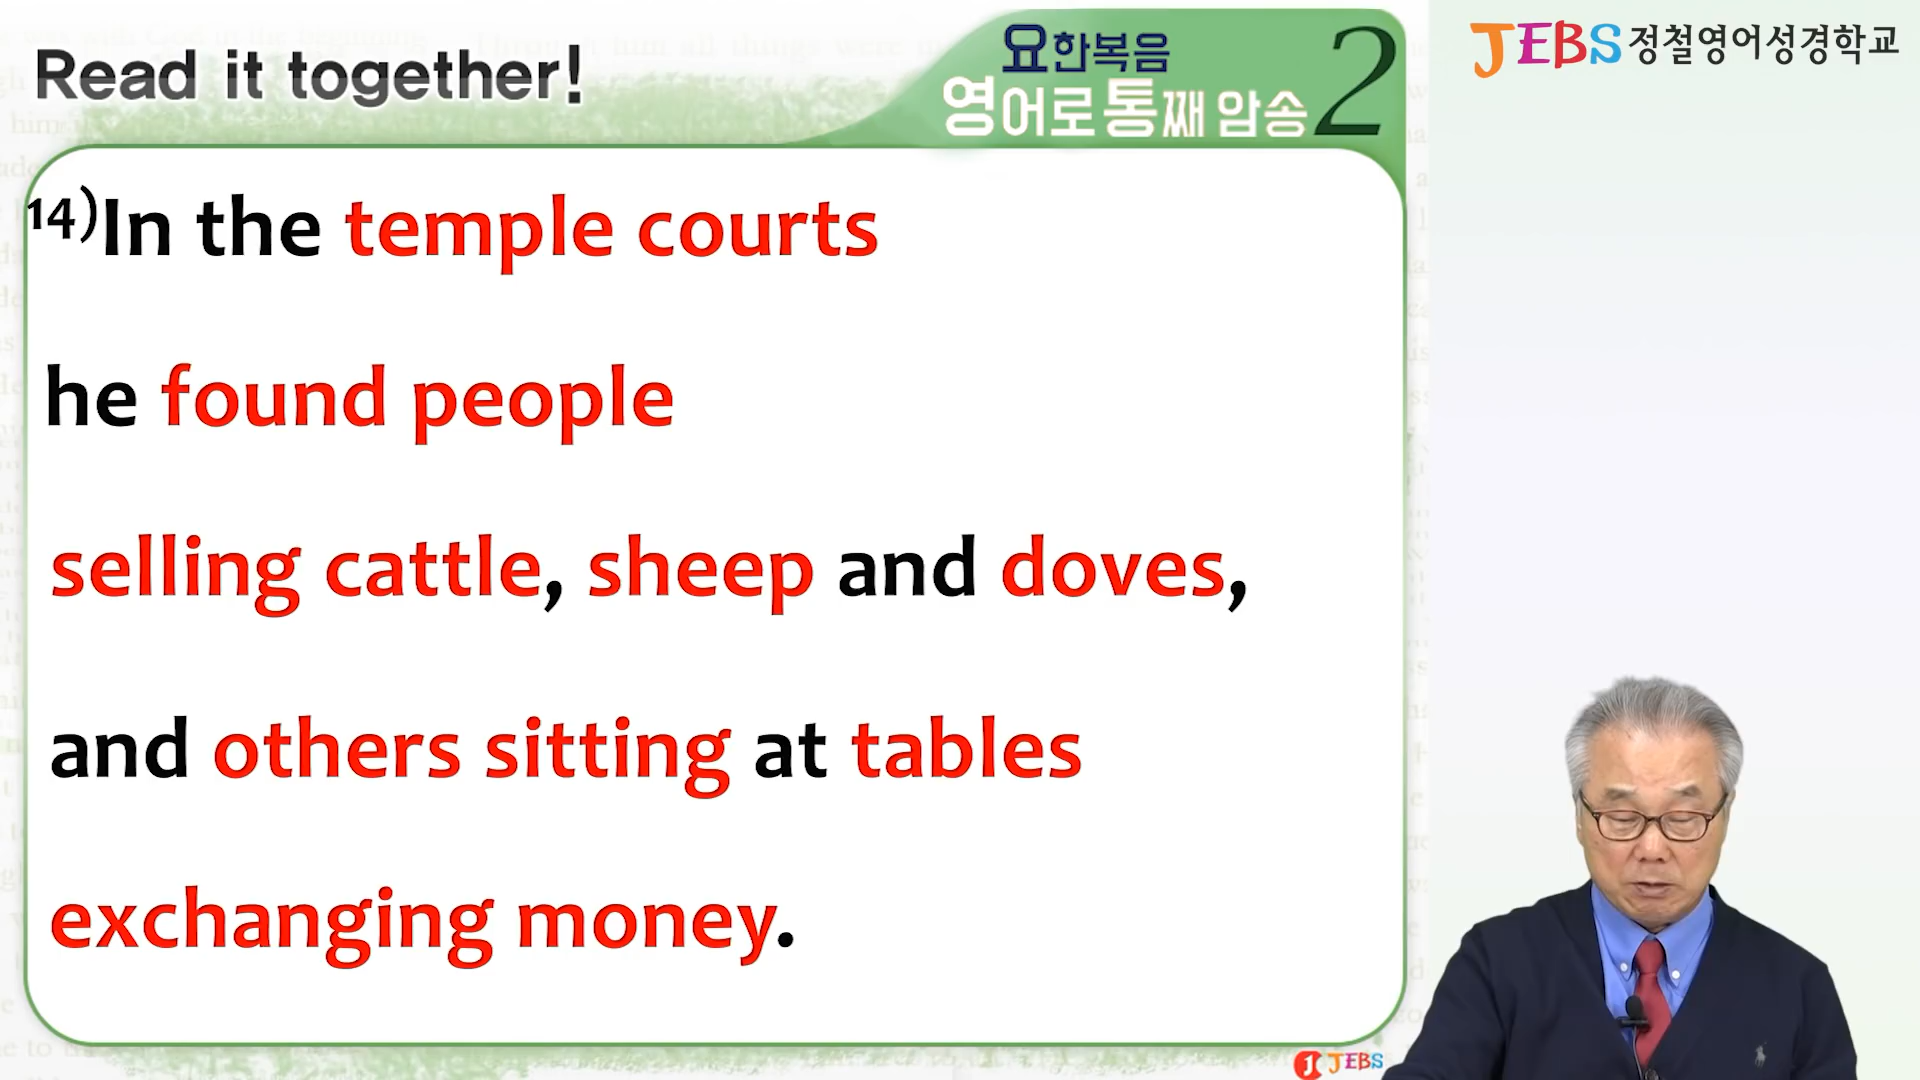 Read it together!
요한복음
영어로 통째 암송 2
JEBS 정철영어성경학교
14)In the temple courts
he found people
selling cattle, sheep and doves,
and others sitting at tables
exchanging money.
JEBS